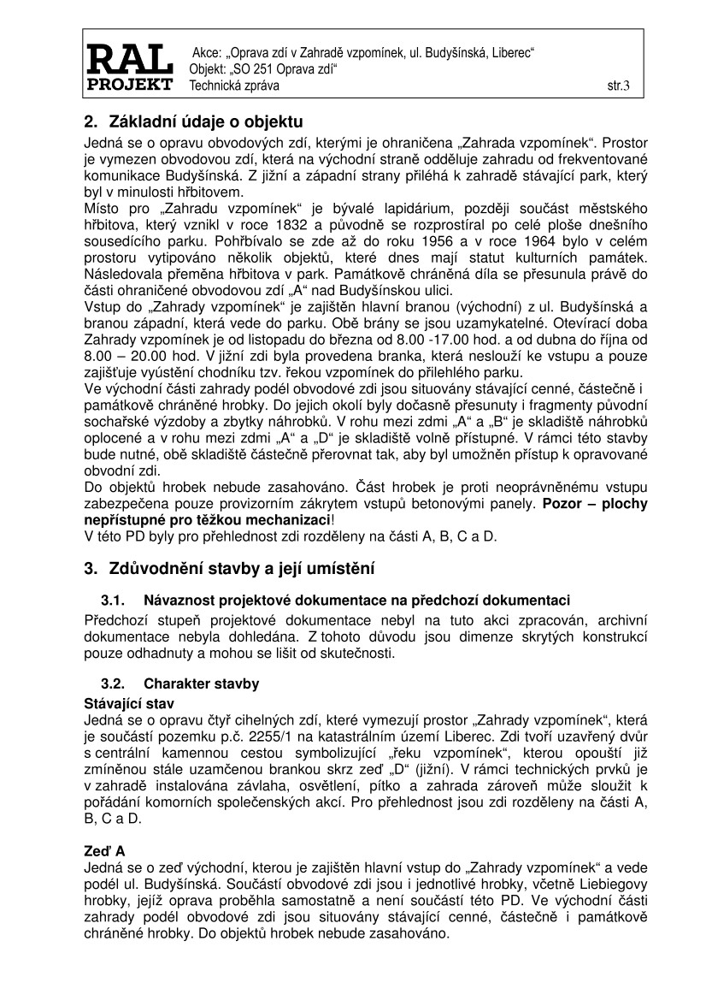 RAL
PROJEKT
Akce: „Oprava zdí v Zahradě vzpomínek, ul. Budyšínská, Liberec“
Objekt: „SO 251 Oprava zdí“
Technická zpráva str.3
2. Základní údaje o objektu
Jedná se o opravu obvodových zdí, kterými je ohraničena „Zahrada vzpomínek“. Prostor
je vymezen obvodovou zdí, která na východní straně odděluje zahradu od frekventované
komunikace Budyšínská. Z jižní a západní strany přiléhá k zahradě stávající park, který
byl v minulosti hřbitovem.
Místo pro „Zahradu vzpomínek“ je bývalé lapidárium, později součást městského
hřbitova, který vznikl v roce 1832 a původně se rozprostíral po celé ploše dnešního
sousedícího parku. Pohřbívalo se zde až do roku 1956 a v roce 1964 bylo v celém
prostoru vytipováno několik objektů, které dnes mají statut kulturních památek.
Následovala přeměna hřbitova v park. Památkově chráněná díla se přesunula právě do
části ohraničené obvodovou zdí „A“ nad Budyšínskou ulicí.
Vstup do „Zahrady vzpomínek“ je zajištěn hlavní branou (východní) z ul. Budyšínská a
branou západní, která vede do parku. Obě brány se jsou uzamykatelné. Otevírací doba
Zahrady vzpomínek je od listopadu do března od 8.00 -17.00 hod. a od dubna do října od
8.00 – 20.00 hod. V jižní zdi byla provedena branka, která neslouží ke vstupu a pouze
zajišťuje vyústění chodníku tzv. řekou vzpomínek do přilehlého parku.
Ve východní části zahrady podél obvodové zdi jsou situovány stávající cenné, částečně i
památkově chráněné hrobky. Do jejich okolí byly dočasně přesunuty i fragmenty původní
sochařské výzdoby a zbytky náhrobků. V rohu mezi zdmi „A“ a „B“ je skladiště náhrobků
oplocené a v rohu mezi zdmi „A“ a „D“ je skladiště volně přístupné. V rámci této stavby
bude nutné, obě skladiště částečně přerovnat tak, aby byl umožněn přístup k opravované
obvodní zdi.
Do objektů hrobek nebude zasahováno. Část hrobek je proti neoprávněnému vstupu
zabezpečena pouze provizorním zákrytem vstupů betonovými panely. Pozor – plochy
nepřístupné pro těžkou mechanizaci!
V této PD byly pro přehlednost zdi rozděleny na části A, B, C a D.
3. Zdůvodnění stavby a její umístění
3.1. Návaznost projektové dokumentace na předchozí dokumentaci
Předchozí stupeň projektové dokumentace nebyl na tuto akci zpracován, archivní
dokumentace nebyla dohledána. Z tohoto důvodu jsou dimenze skrytých konstrukcí
pouze odhadnuty a mohou se lišit od skutečnosti.
3.2. Charakter stavby
Stávající stav
Jedná se o opravu čtyř cihelných zdí, které vymezují prostor „Zahrady vzpomínek“, která
je součástí pozemku p.č. 2255/1 na katastrálním území Liberec. Zdi tvoří uzavřený dvůr
s centrální kamennou cestou symbolizující „řeku vzpomínek“, kterou opouští již
zmíněnou stále uzamčenou brankou skrz zeď „D“ (jižní). V rámci technických prvků je
v zahradě instalována závlaha, osvětlení, pítko a zahrada zároveň může sloužit k
pořádání komorních společenských akcí. Pro přehlednost jsou zdi rozděleny na části A,
B, C a D.
Zeď A
Jedná se o zeď východní, kterou je zajištěn hlavní vstup do „Zahrady vzpomínek“ a vede
podél ul. Budyšínská. Součástí obvodové zdi jsou i jednotlivé hrobky, včetně Liebiegovy
hrobky, jejíž oprava proběhla samostatně a není součástí této PD. Ve východní části
zahrady podél obvodové zdi jsou situovány stávající cenné, částečně i památkově
chráněné hrobky. Do objektů hrobek nebude zasahováno.